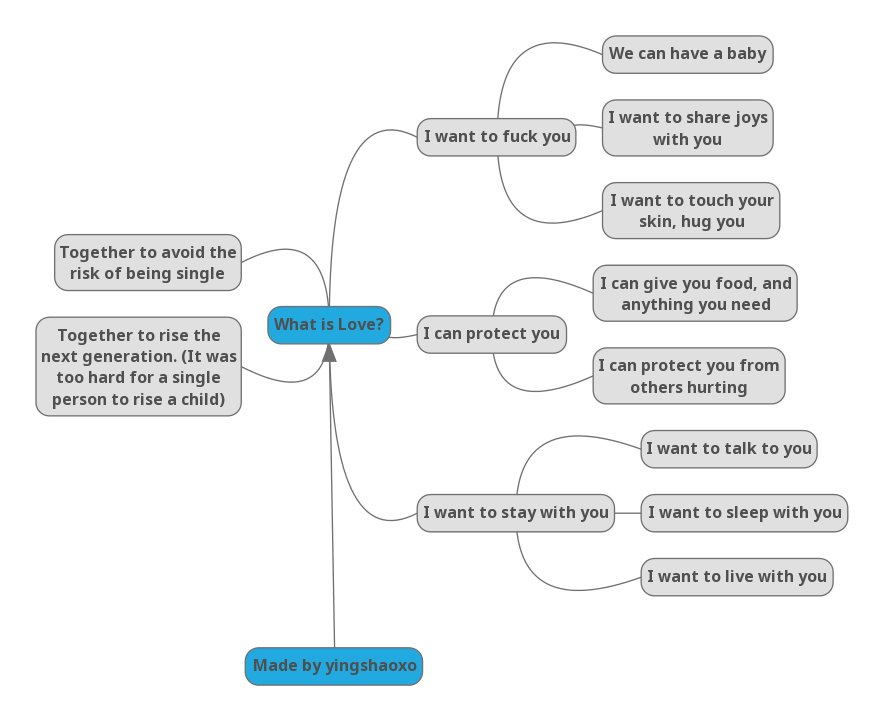 We can have a baby
I want to share joys
with you
I want to fuck you
I want to touch your
skin, hug you
Together to avoid the
risk of being single
I can give you food, and
anything you need
What is Love?
I can protect you
Together to rise the
next generation. (It was
too hard for a single
person to rise a child)
I can protect you from
others hurting
I want to talk to you
I want to stay with you
I want to sleep with you
I want to live with you
Made by yingshaoxo